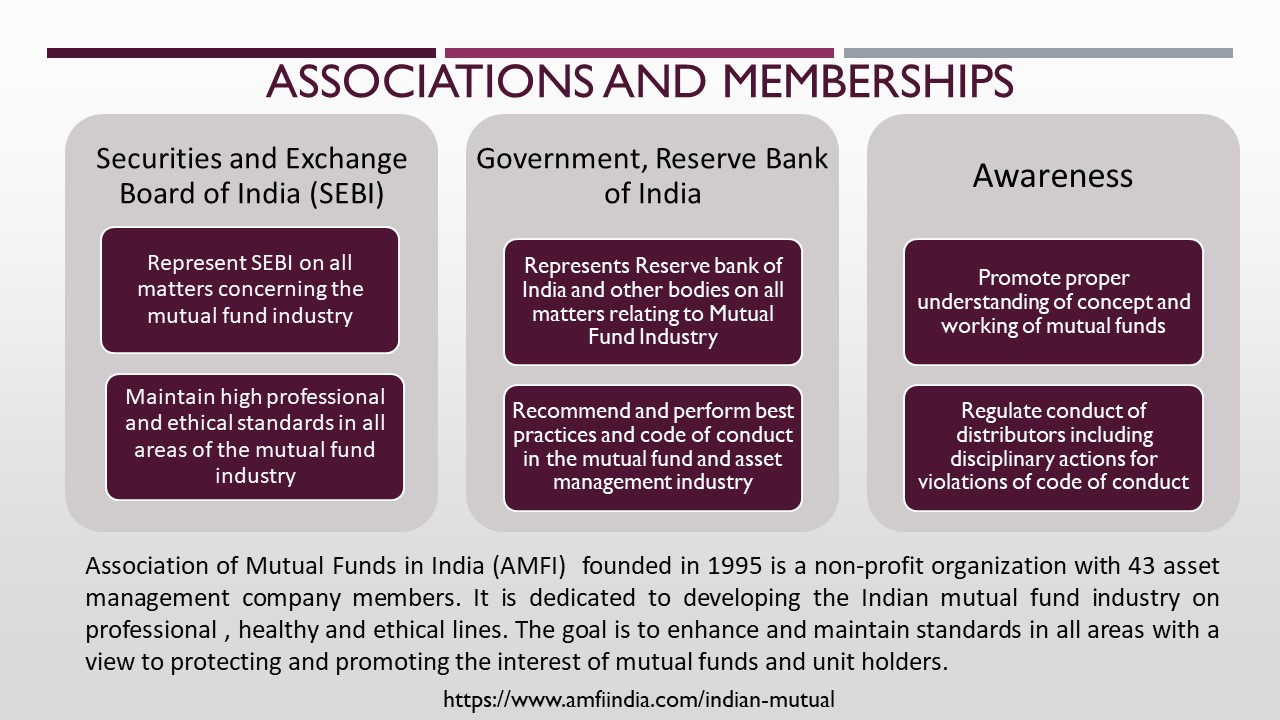 ASSOCIATIONS AND MEMBERSHIPS
Securities and Exchange
Board of India (SEBI)
Represent SEBI on all
matters concerning the
mutual fund industry
Maintain high professional
and ethical standards in all
areas of the mutual fund
industry
Government, Reserve Bank
of India
Represents Reserve bank of
India and other bodies on all
matters relating to Mutual
Fund Industry
Recommend and perform best
practices and code of conduct
in the mutual fund and asset
management industry
Awareness
Promote proper
understanding of concept and
working of mutual funds
Regulate conduct of
distributors including
disciplinary actions for
violations of code of conduct
Association of Mutual Funds in India (AMFI) founded in 1995 is a non-profit organization with 43 asset
management company members. It is dedicated to developing the Indian mutual fund industry on
professional , healthy and ethical lines. The goal is to enhance and maintain standards in all areas with a
view to protecting and promoting the interest of mutual funds and unit holders.
https://www.amfiindia.com/indian-mutual